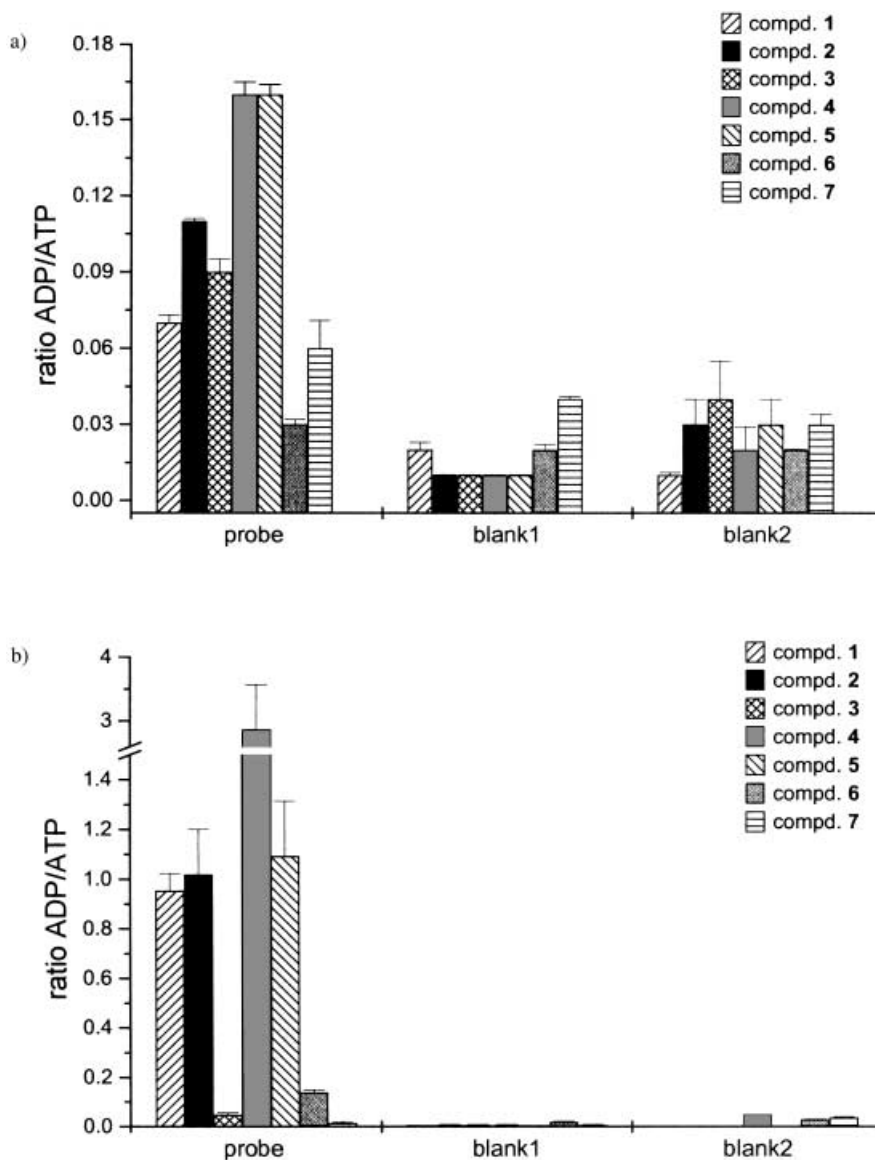 a)
ratio ADP/ATP
0.18
0.15
0.12
0.09
0.06
0.03
0.00
compd. 1
compd. 2
compd. 3
compd. 4
compd. 5
compd. 6
compd. 7
probe blank1 blank2
b)
ratio ADP/ATP
4
3
1.4
1.2
1.0
0.8
0.6
0.4
0.2
0.0
compd. 1
compd. 2
compd. 3
compd. 4
compd. 5
compd. 6
compd. 7
probe blank1 blank2